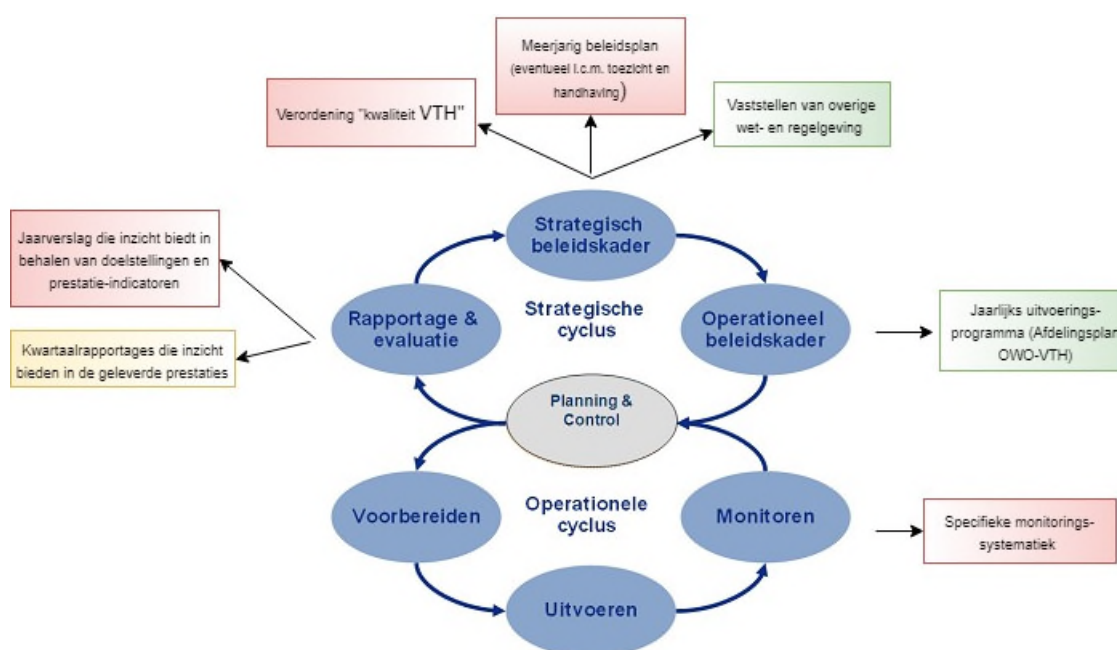 Meerjarig beleidsplan
(eventueel I.c.m. toezicht en
handhaving)
Verordening "kwaliteit VTH"
Vaststellen van overige
wet- en regelgeving
Strategisch
beleidskader
Jaarverslag die inzicht biedt in
behalen van doelstellingen en
prestatie-indicatoren
Strategische
cyclus
Rapportage &
evaluatie
Operationeel
beleidskader
Jaarlijks uitvoerings-
programma (Afdelingsplan
OWO-VTH)
Kwartaalrapportages die inzicht
bieden in de geleverde prestaties
Planning &
Control
Voorbereiden
Operationele
cyclus
Monitoren
Specifieke monitorings-
systematiek
Uitvoeren